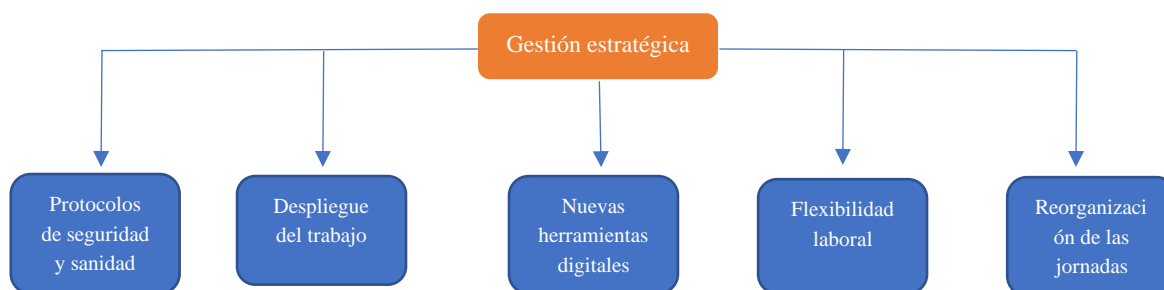 Gestión estratégica
Protocolos
de seguridad
y sanidad
Despliegue
del trabajo
Nuevas
herramientas
digitales
Flexibilidad
laboral
Reorganizaci
ón de las
jornadas